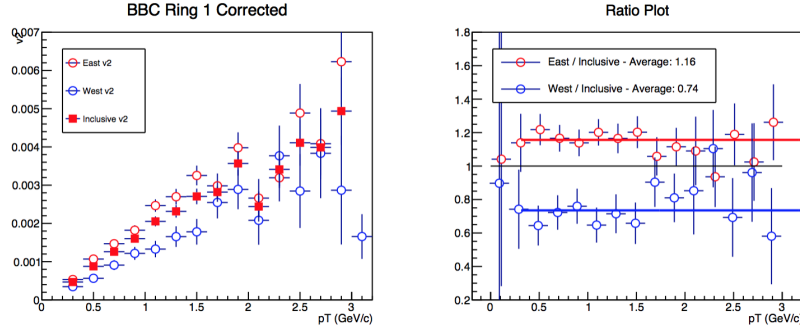 BBC Ring 1 Corrected
v2
0.007
0.006
0.005
0.004
0.003
0.002
0.001
0
East v2
West v2
Inclusive v2
0 0.5 1 1.5 2 2.5 3
pT (GeV/c)
Ratio Plot
1.8
1.6
1.4
1.2
1
0.8
0.6
0.4
0.2
East / Inclusive - Average: 1.16
West / Inclusive - Average: 0.74
0 0.5 1 1.5 2 2.5 3
pT (GeV/c)